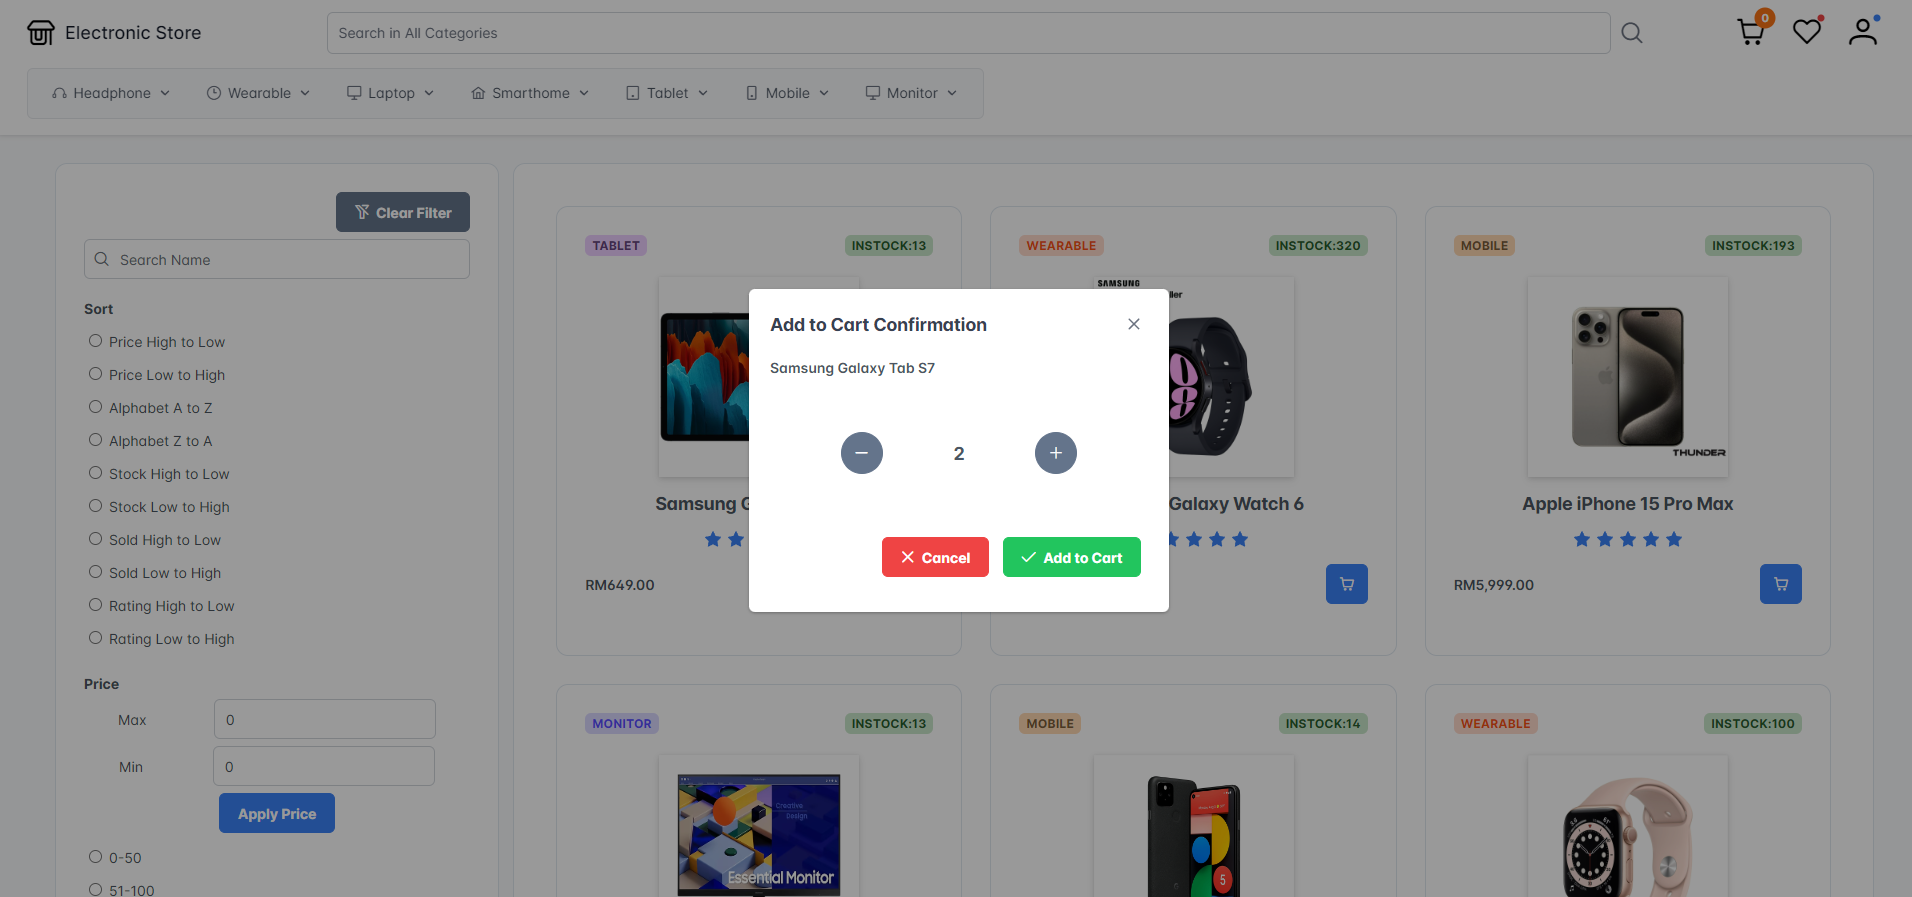 Electronic Store
Search in All Categories
0
Headphone
Wearable
Laptop
Smarthome
Tablet
Mobile
Monitor
Clear Filter
Search Name
Sort
Price High to Low
Price Low to High
Alphabet A to Z
Alphabet Z to A
Stock High to Low
Stock Low to High
Sold High to Low
Sold Low to High
Rating High to Low
Rating Low to High
Price
Max
0
Min
0
Apply Price
0-50
51-100
TABLET
INSTOCK:13
Samsung
RM649.00
WEARABLE
INSTOCK:320
SAMSUNG
Galaxy Watch 6
MOBILE
INSTOCK:193
THUNDER
Apple iPhone 15 Pro Max
RM5,999.00
Add to Cart Confirmation
Samsung Galaxy Tab S7
2
Cancel
Add to Cart
MONITOR
INSTOCK:13
Creative
Design
Essential Monitor
MOBILE
INSTOCK:14
5
WEARABLE
INSTOCK:100